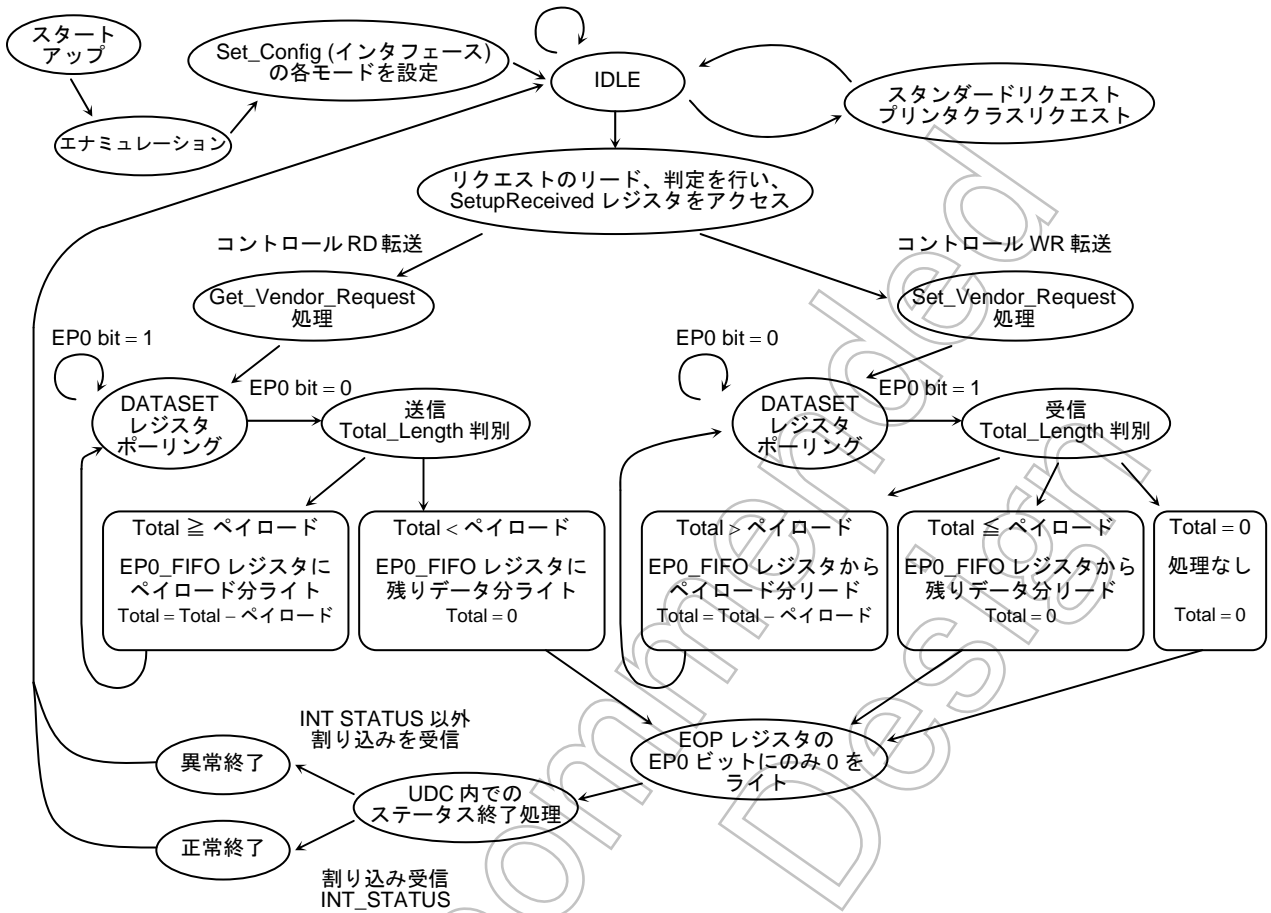 スタート
アップ
Set_Config (インタフェース)
の各モードを設定
IDLE
スタンダードリクエスト
プリンタクラスリクエスト
エナミュレーション
リクエストのリード、判定を行い、
SetupReceived レジスタをアクセス
コントロール RD 転送
コントロール WR 転送
Get_Vendor_Request
処理
Set_Vendor_Request
処理
EP0 bit = 1
EP0 bit = 0
DATASET
レジスタ
ポーリング
送信
Total_Length 判別
EP0 bit = 0
EP0 bit = 1
DATASET
レジスタ
ポーリング
受信
Total_Length 判別
Total ≧ ペイロード
EP0_FIFO レジスタに
ペイロード分ライト
Total = Total − ペイロード
Total < ペイロード
EP0_FIFO レジスタに
残りデータ分ライト
Total = 0
Total > ペイロード
EP0_FIFO レジスタから
ペイロード分リード
Total = Total − ペイロード
Total ≦ ペイロード
EP0_FIFO レジスタから
残りデータ分リード
Total = 0
Total = 0
処理なし
Total = 0
INT STATUS 以外
割り込みを受信
異常終了
EOP レジスタの
EP0 ビットにのみ 0 を
ライト
UDC 内での
ステータス終了処理
正常終了
割り込み受信
INT_STATUS
ommended
Design